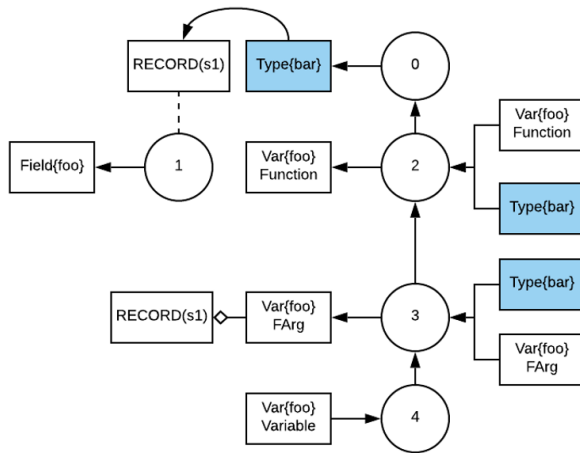 RECORD(s1)
Type{bar}
0
Var{foo}
Function
Field{foo}
1
Var{foo}
Function
2
Type{bar}
Type{bar}
RECORD(s1)
Var{foo}
FArg
3
Var{foo}
FArg
Var{foo}
Variable
4